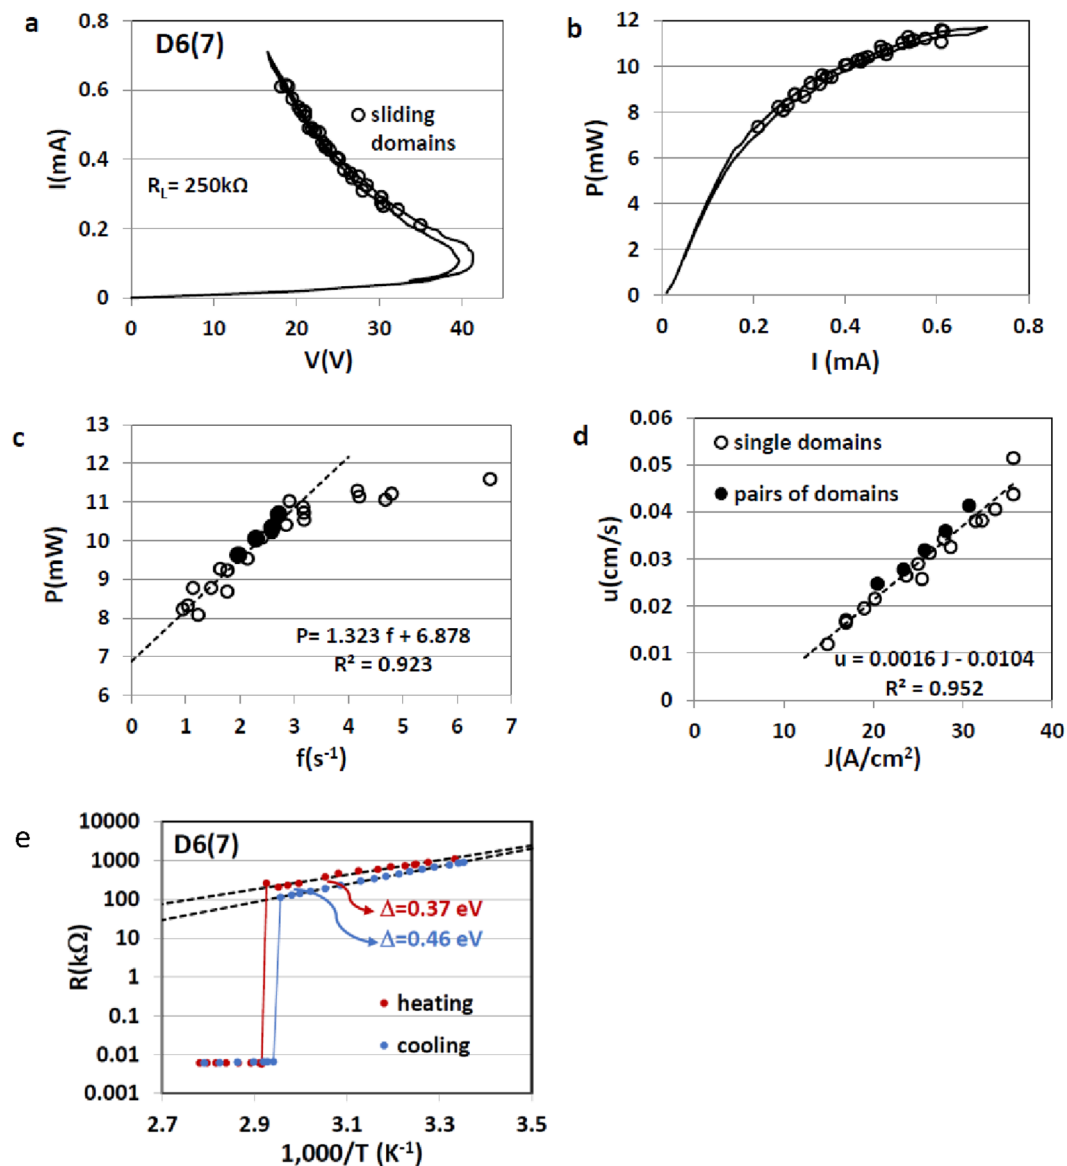 a
D6(7)
I(mA)
0.8
0.6
0.4
0.2
0
sliding
domains
R_L= 250kΩ
0 10 20 30 40
V(V)
b
P(mW)
12
10
8
6
4
2
0
0 0.2 0.4 0.6 0.8
I (mA)
c
P(mW)
13
12
11
10
9
8
7
6
P= 1.323 f + 6.878
R² = 0.923
0 1 2 3 4 5 6 7
f(s⁻¹)
d
u(cm/s)
0.06
0.05
0.04
0.03
0.02
0.01
0
single domains
pairs of domains
u = 0.0016 J - 0.0104
R² = 0.952
0 10 20 30 40
J(A/cm²)
e
D6(7)
R(kΩ)
10000
1000
100
10
1
0.1
0.01
0.001
Δ=0.37 eV
Δ=0.46 eV
heating
cooling
2.7 2.9 3.1 3.3 3.5
1,000/T (K⁻¹)